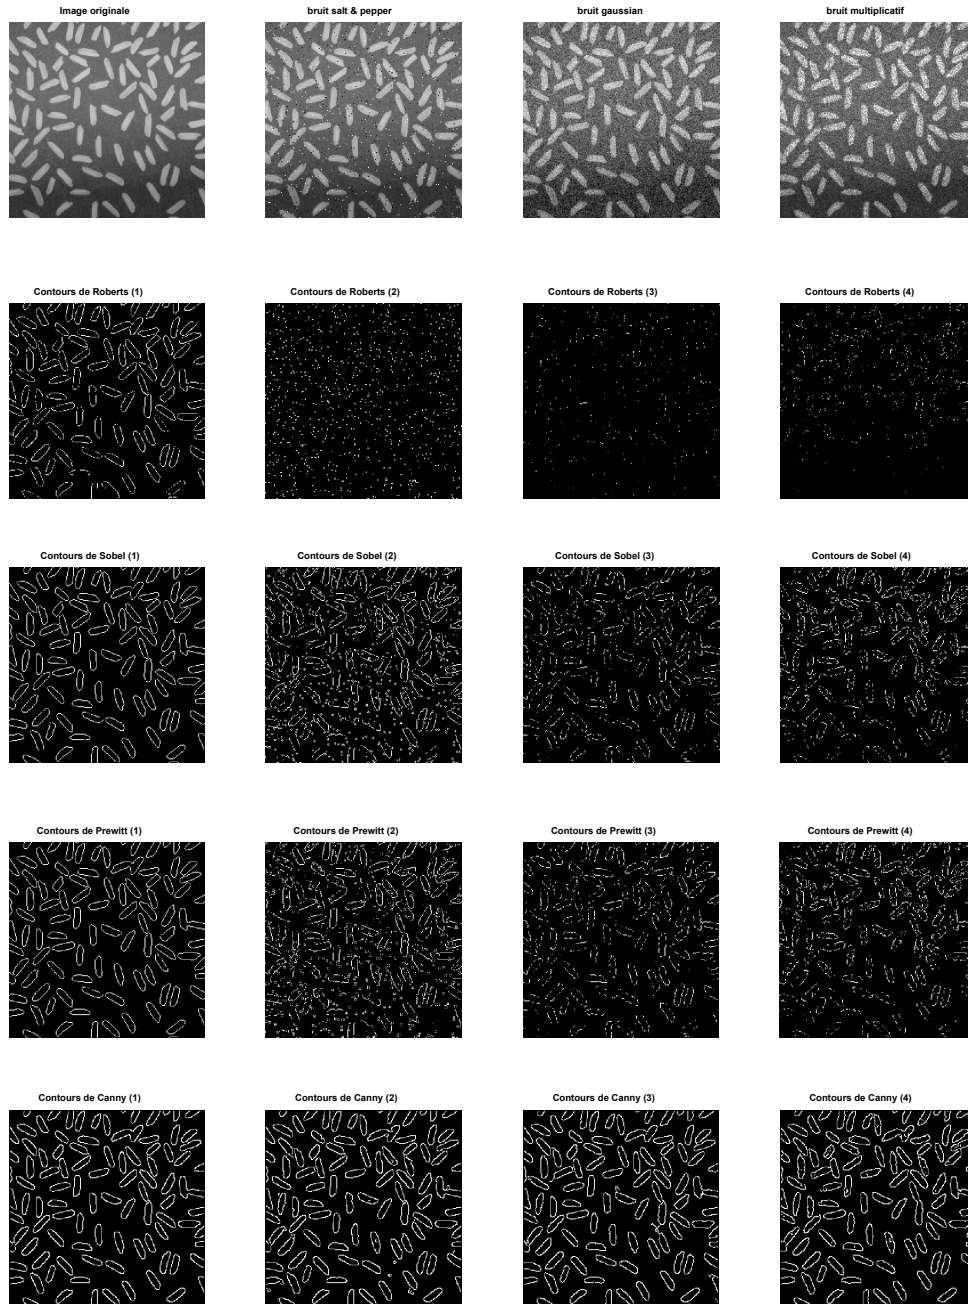 Image originale
bruit salt & pepper
bruit gaussian
bruit multiplicatif
Contours de Roberts (1)
Contours de Roberts (2)
Contours de Roberts (3)
Contours de Roberts (4)
Contours de Sobel (1)
Contours de Sobel (2)
Contours de Sobel (3)
Contours de Sobel (4)
Contours de Prewitt (1)
Contours de Prewitt (2)
Contours de Prewitt (3)
Contours de Prewitt (4)
Contours de Canny (1)
Contours de Canny (2)
Contours de Canny (3)
Contours de Canny (4)